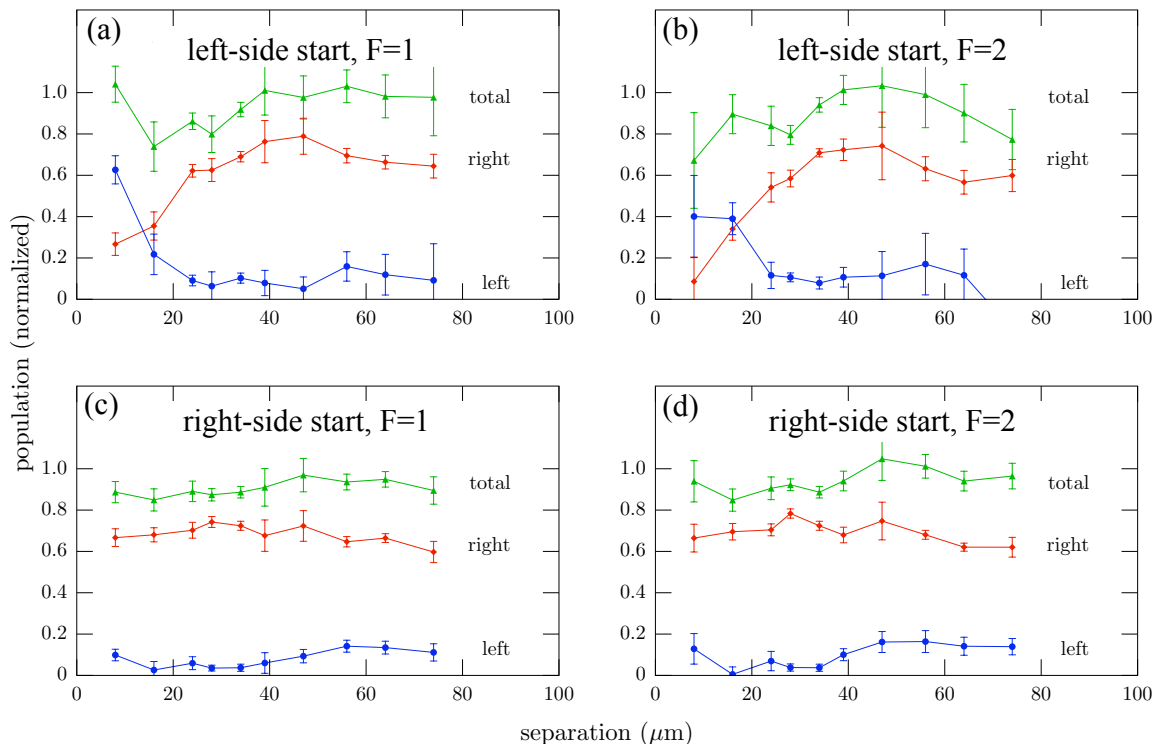 (a)
left-side start, F=1
1.0
0.8
0.6
0.4
0.2
0
total
right
left
0 20 40 60 80 100
(b)
left-side start, F=2
1.0
0.8
0.6
0.4
0.2
0
total
right
left
0 20 40 60 80 100
(c)
right-side start, F=1
1.0
0.8
0.6
0.4
0.2
0
total
right
left
0 20 40 60 80 100
(d)
right-side start, F=2
1.0
0.8
0.6
0.4
0.2
0
total
right
left
0 20 40 60 80 100
population (normalized)
separation (μm)